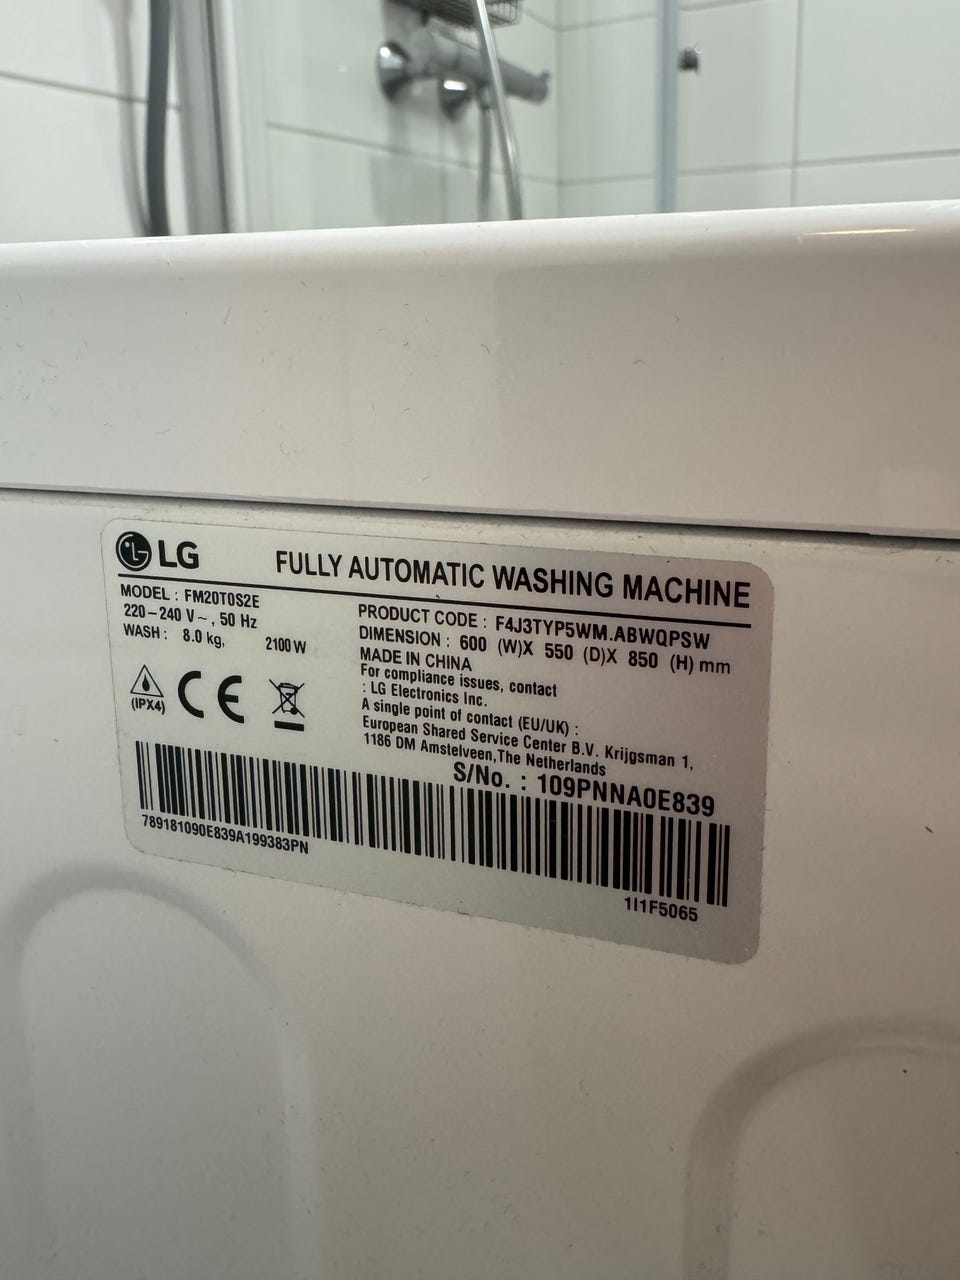 LG
FULLY AUTOMATIC WASHING MACHINE
MODEL : FM20T0S2E
220–240 V~, 50 Hz
WASH : 8.0 kg, 2100 W
(IPX4)
CE
PRODUCT CODE : F4J3TYP5WM.ABWQPSW
DIMENSION : 600 (W)X 550 (D)X 850 (H) mm
MADE IN CHINA
For compliance issues, contact
: LG Electronics Inc.
A single point of contact (EU/UK) :
European Shared Service Center B.V. Krijgsman 1,
1186 DM Amstelveen,The Netherlands
S/No. : 109PNNA0E839
789181090E839A199383PN
1I1F5065